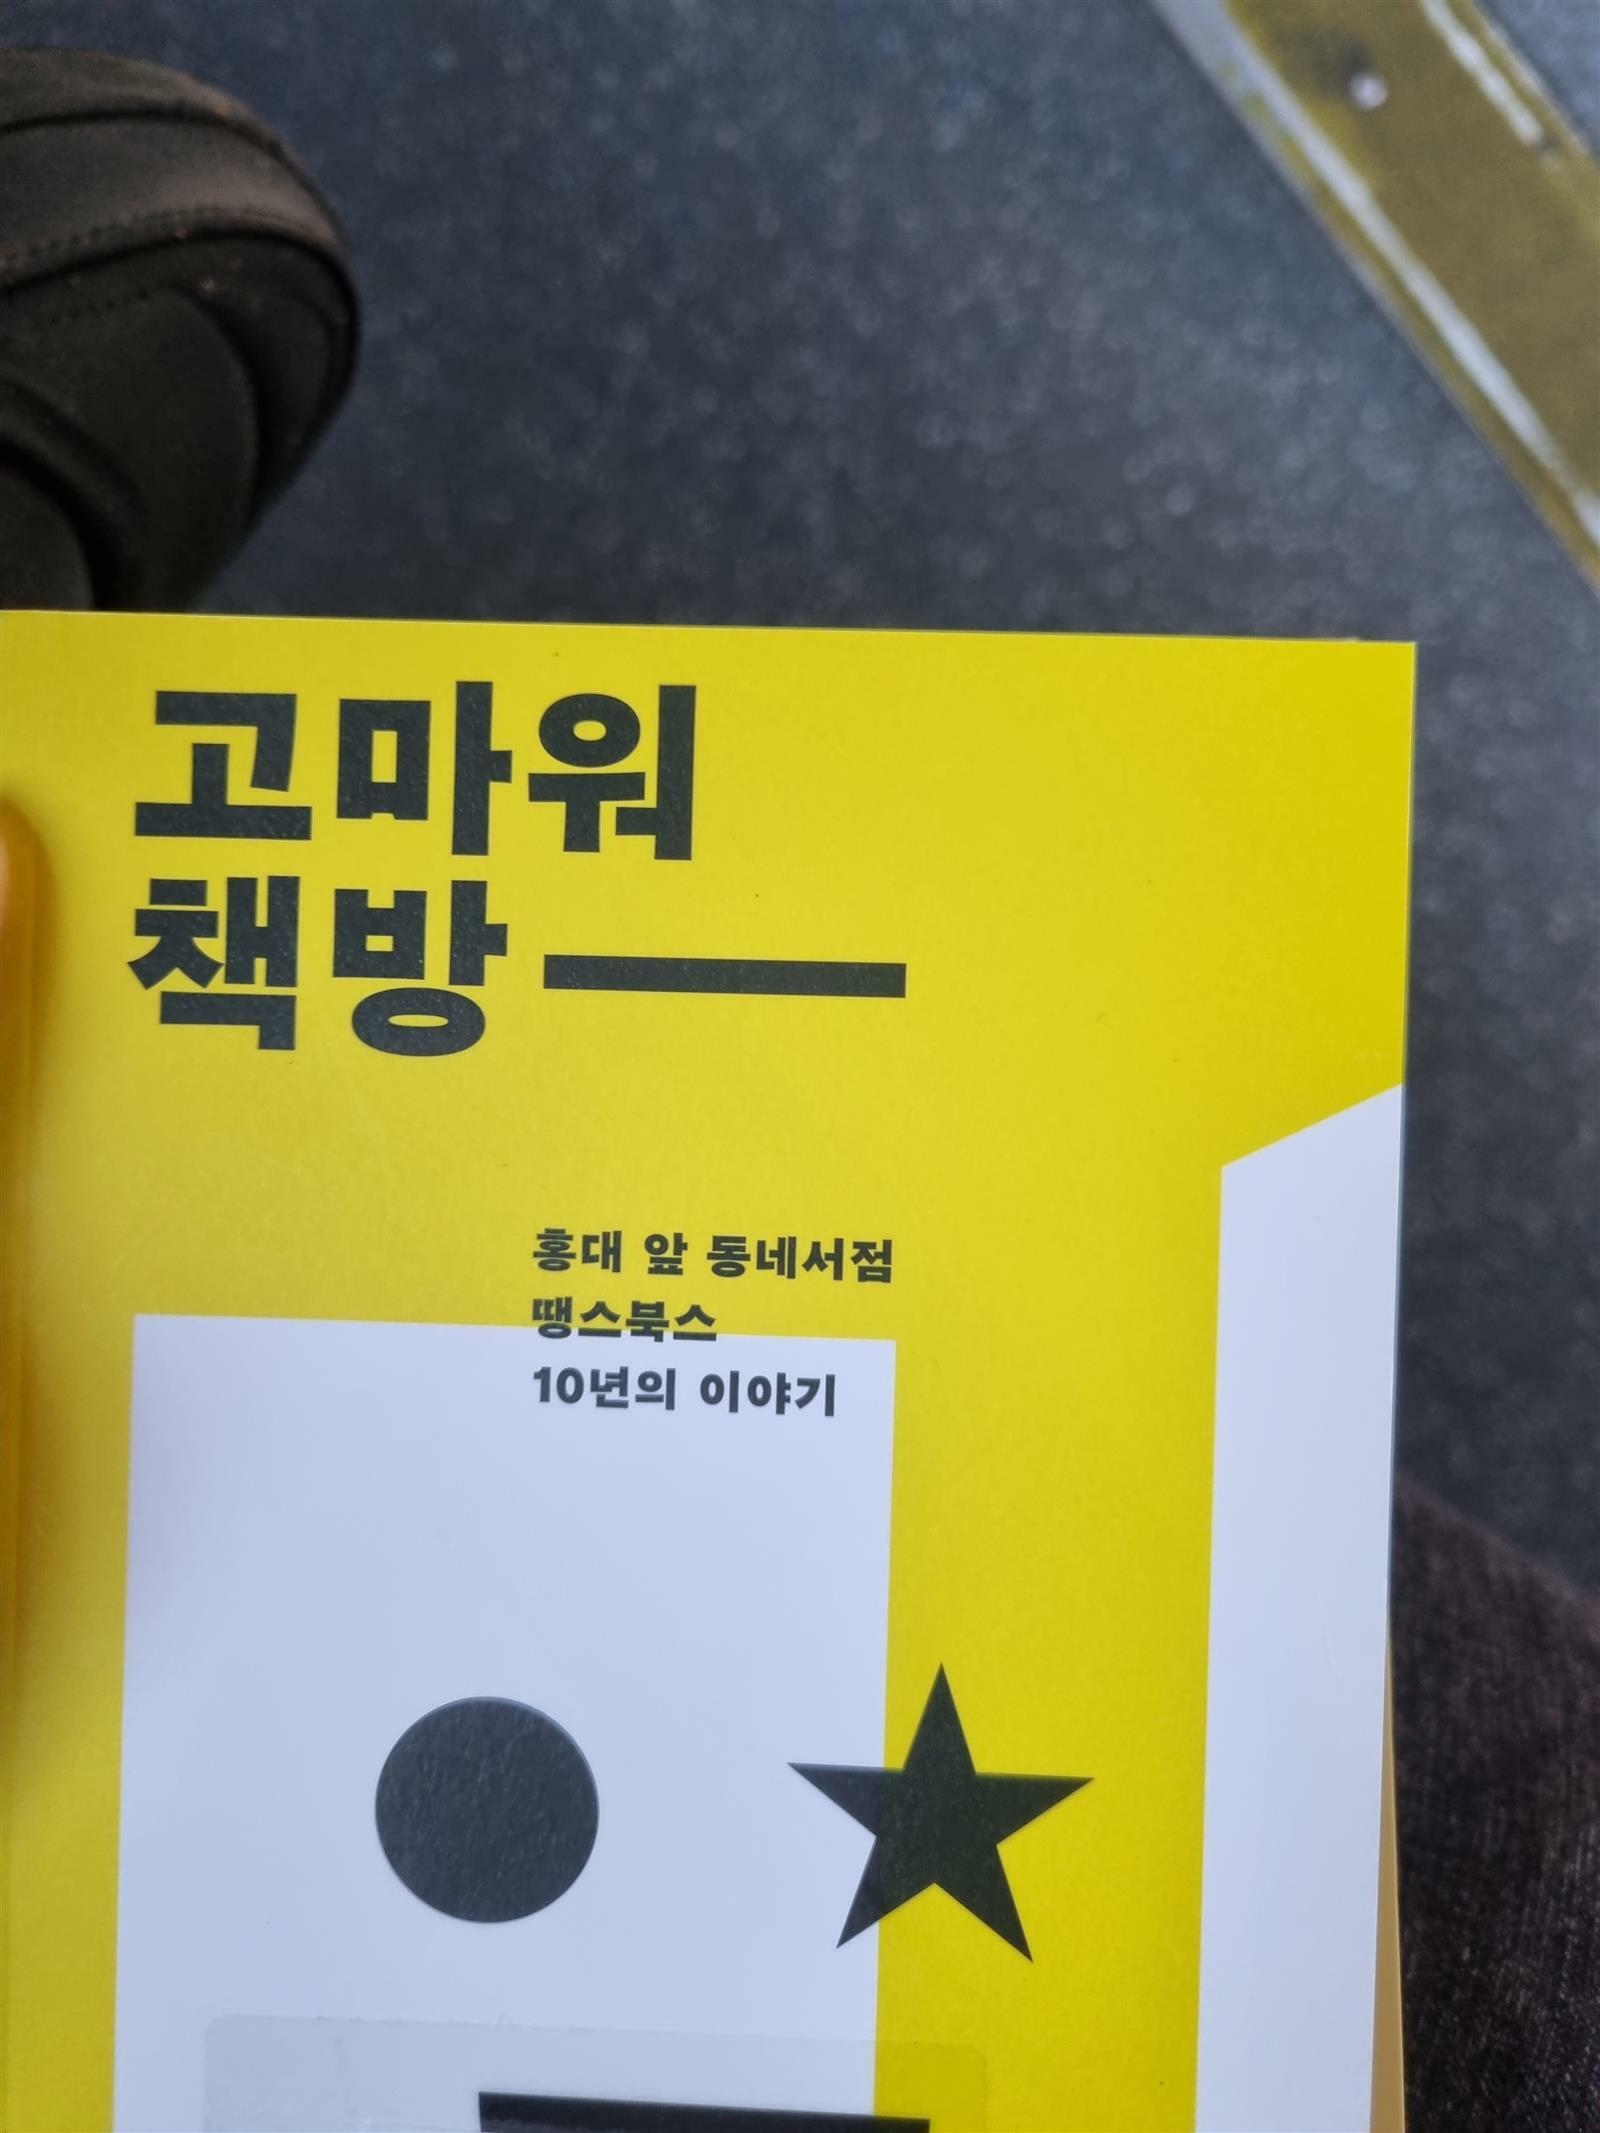 고마워
책방
홍대 앞 동네서점
땡스북스
10년의 이야기